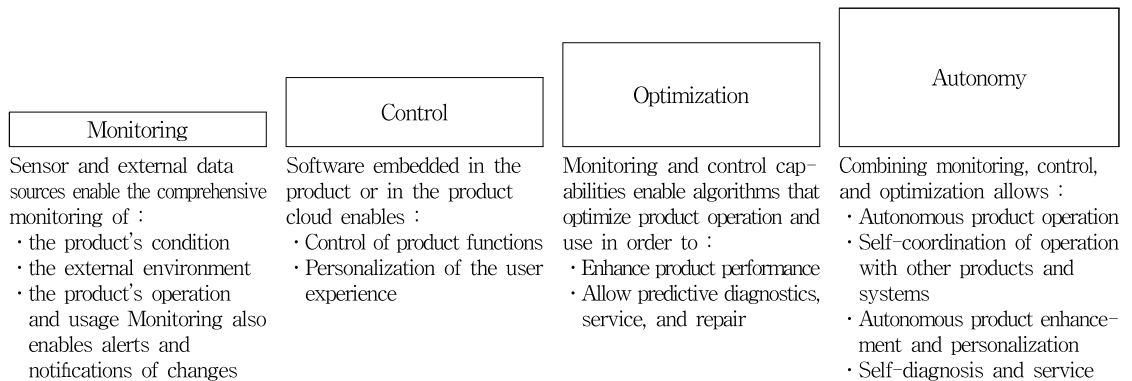 Monitoring
Sensor and external data
sources enable the comprehensive
monitoring of :
· the product's condition
· the external environment
· the product's operation
and usage Monitoring also
enables alerts and
notifications of changes
Control
Software embedded in the
product or in the product
cloud enables :
· Control of product functions
· Personalization of the user
experience
Optimization
Monitoring and control cap-
abilities enable algorithms that
optimize product operation and
use in order to :
· Enhance product performance
· Allow predictive diagnostics,
service, and repair
Autonomy
Combining monitoring, control,
and optimization allows :
· Autonomous product operation
· Self-coordination of operation
with other products and
systems
· Autonomous product enhance-
ment and personalization
· Self-diagnosis and service